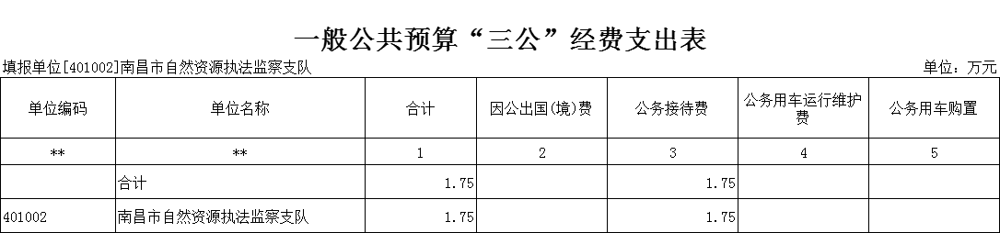 一般公共预算“三公”经费支出表
填报单位[401002]南昌市自然资源执法监察支队 单位：万元
单位编码 单位名称 合计 因公出国(境)费 公务接待费 公务用车运行维护费 公务用车购置
** ** 1 2 3 4 5
合计 1.75 1.75
401002 南昌市自然资源执法监察支队 1.75 1.75